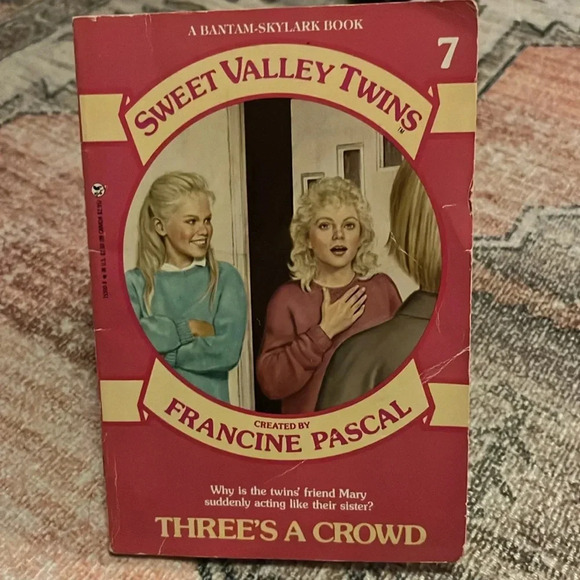 A BANTAM-SKYLARK BOOK
7
SWEET VALLEY TWINS
TM
CREATED BY
FRANCINE PASCAL
Why is the twins' friend Mary
suddenly acting like their sister?
THREE'S A CROWD